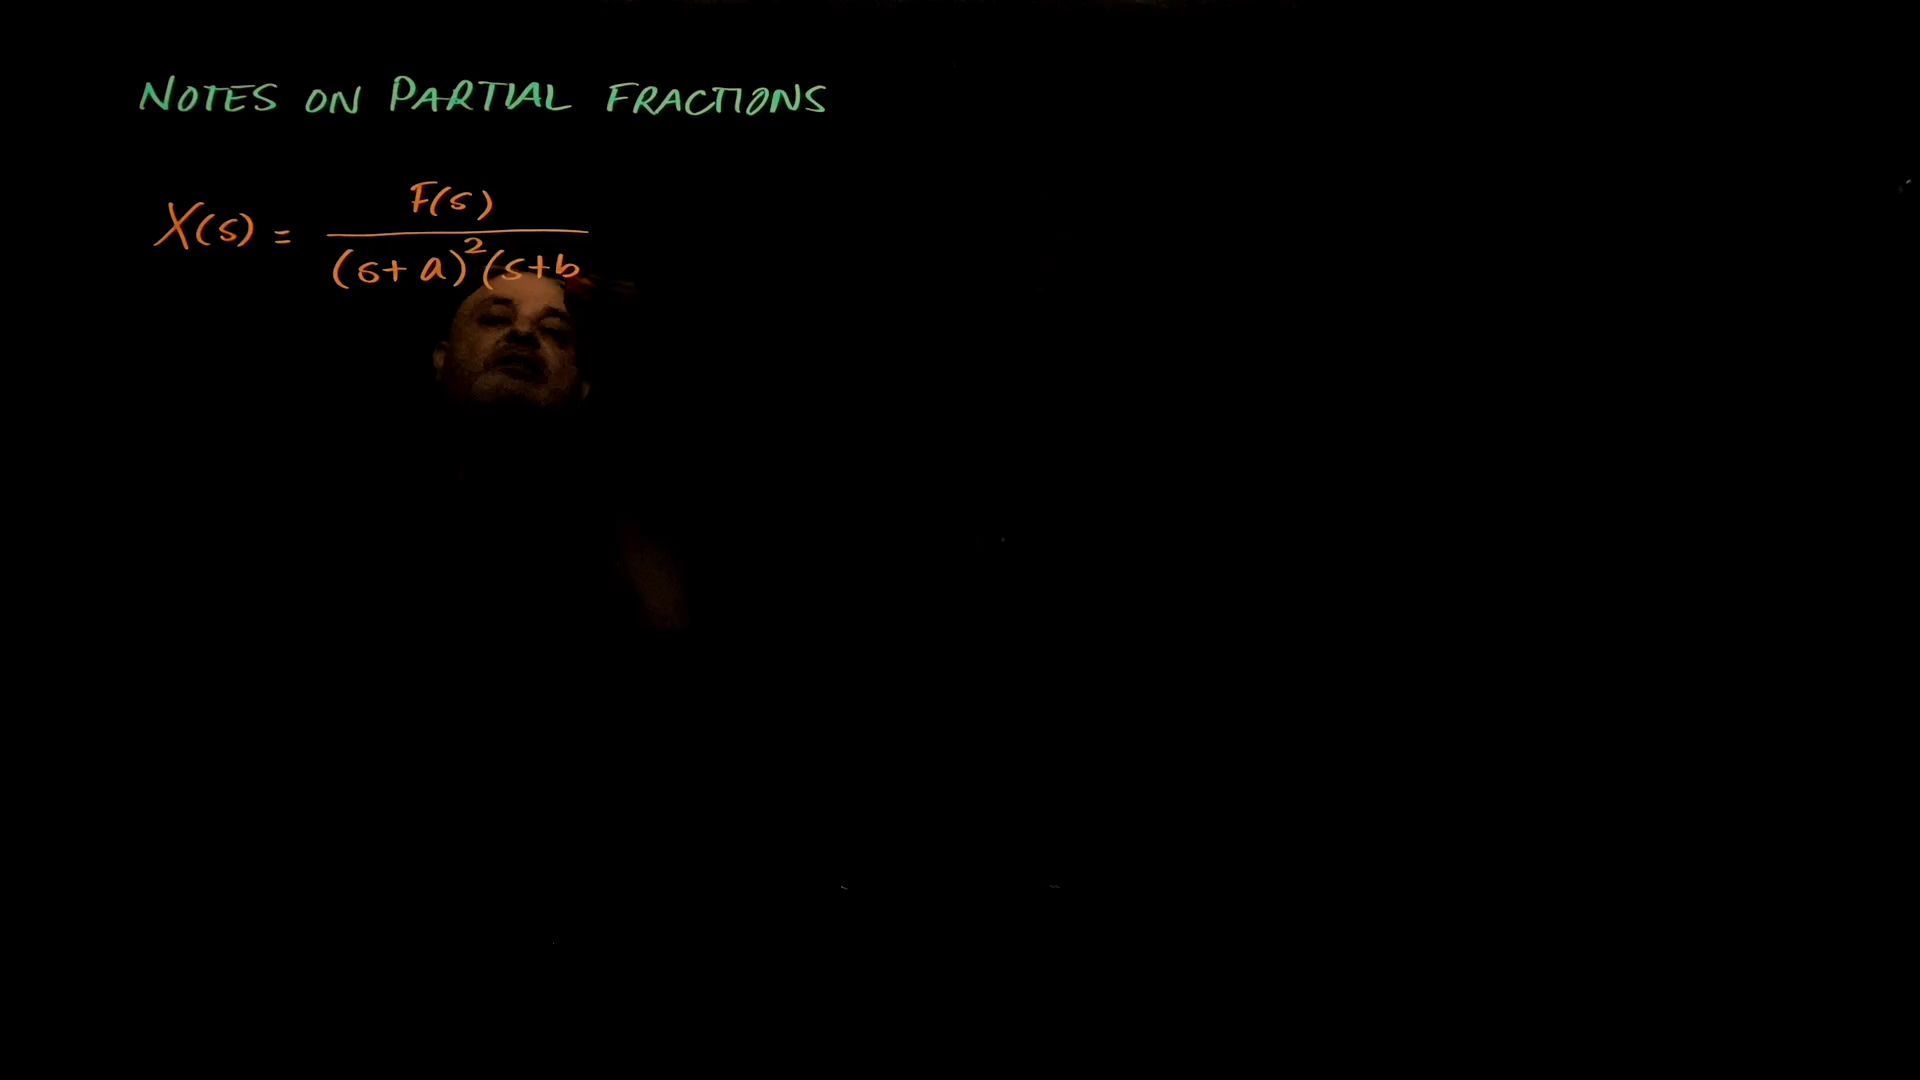 NOTES ON PARTIAL FRACTIONS
X(s) = F(s) / (s+a)²(s+b